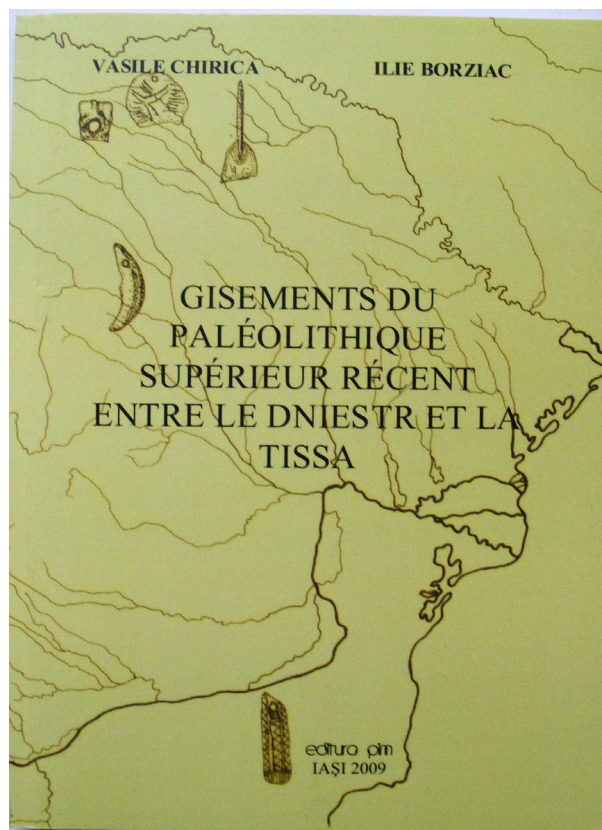 VASILE CHIRICA
ILIE BORZIAC
GISEMENTS DU
PALÉOLITHIQUE
SUPÉRIEUR RÉCENT
ENTRE LE DNIESTR ET LA
TISSA
editura pim
IAŞI 2009